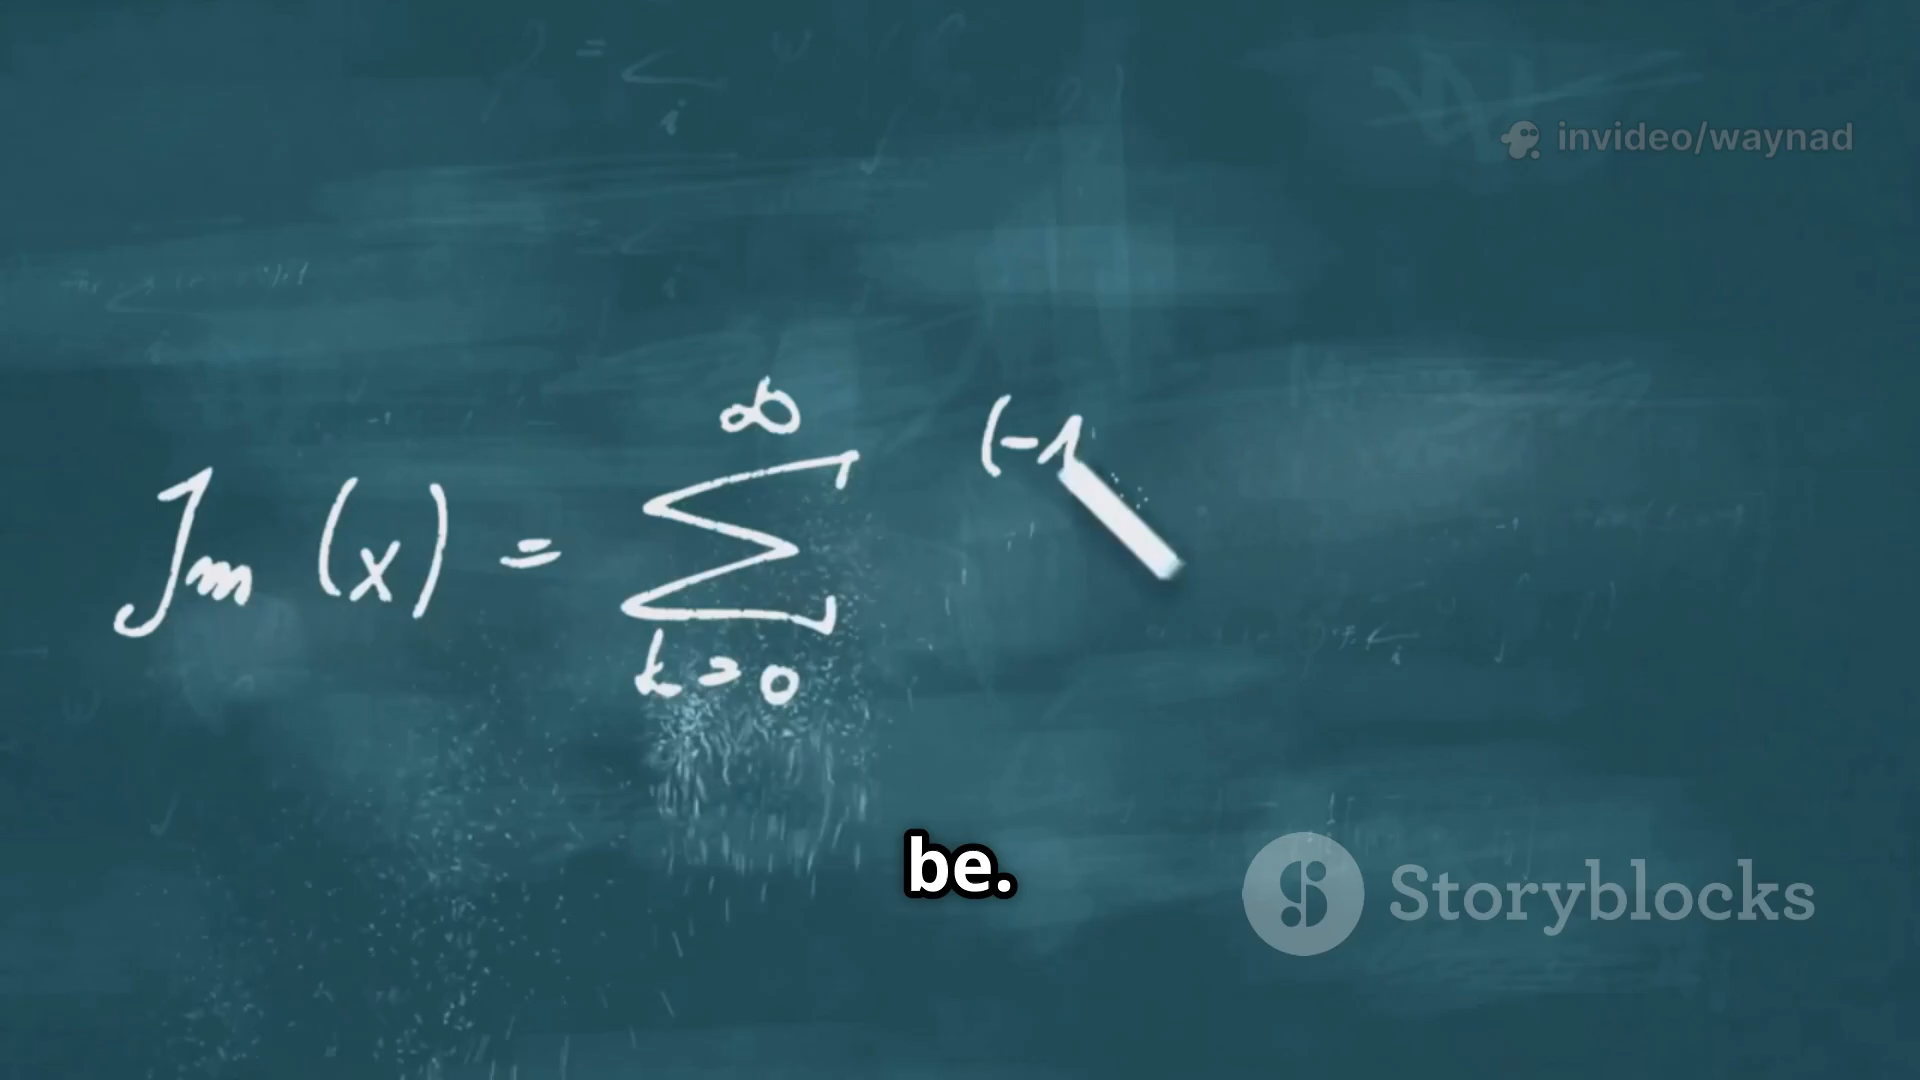 invideo/waynad
∞
(-1
Jm (x) = Σ
k=0
be.
Storyblocks